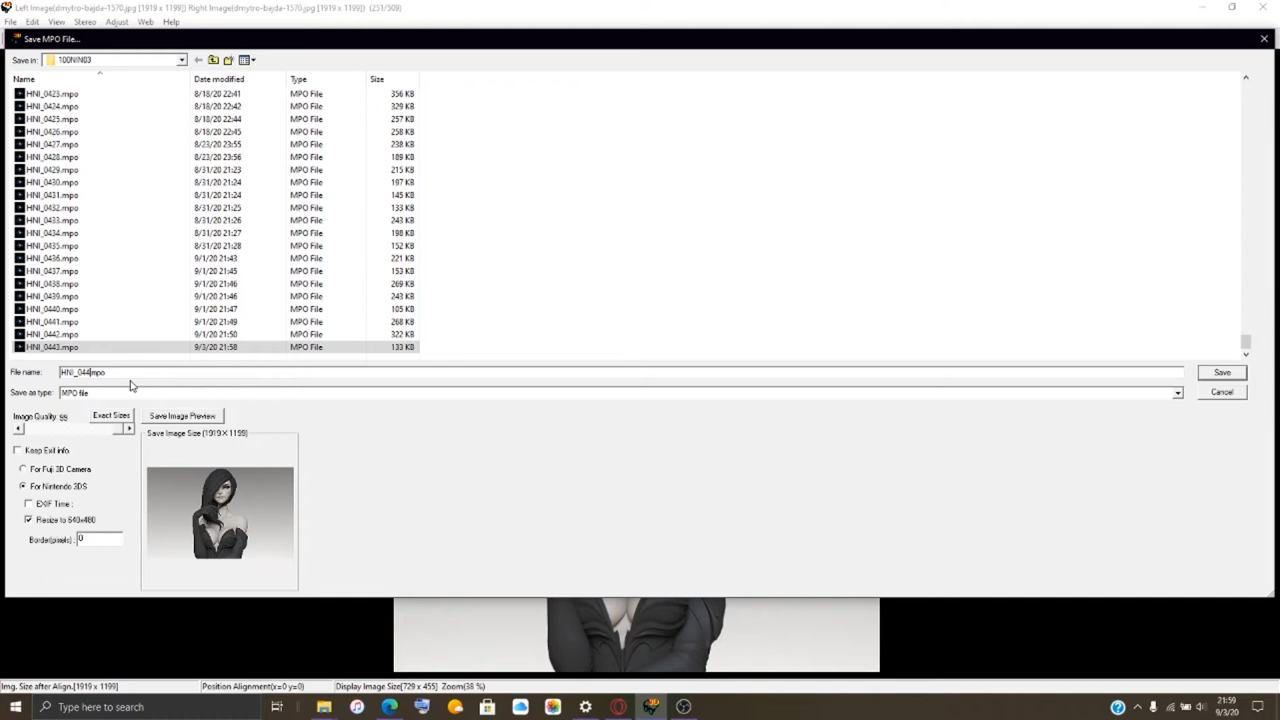 Left Image(dmytro-bajda-1570.jpg [1919 x 1199]) Right Image(dmytro-bajda-1570.jpg [1919 x 1199]) (251/509)
File Edit View Stereo Adjust Web Help
Save MPO File...
Save in: 100NIN03
Name Date modified Type Size
HNI_0423.mpo 8/18/20 22:41 MPO File 356 KB
HNI_0424.mpo 8/18/20 22:42 MPO File 329 KB
HNI_0425.mpo 8/18/20 22:44 MPO File 257 KB
HNI_0426.mpo 8/18/20 22:45 MPO File 258 KB
HNI_0427.mpo 8/23/20 23:55 MPO File 238 KB
HNI_0428.mpo 8/23/20 23:56 MPO File 189 KB
HNI_0429.mpo 8/31/20 21:23 MPO File 215 KB
HNI_0430.mpo 8/31/20 21:24 MPO File 197 KB
HNI_0431.mpo 8/31/20 21:24 MPO File 145 KB
HNI_0432.mpo 8/31/20 21:25 MPO File 133 KB
HNI_0433.mpo 8/31/20 21:26 MPO File 243 KB
HNI_0434.mpo 8/31/20 21:27 MPO File 198 KB
HNI_0435.mpo 8/31/20 21:28 MPO File 152 KB
HNI_0436.mpo 9/1/20 21:43 MPO File 221 KB
HNI_0437.mpo 9/1/20 21:45 MPO File 153 KB
HNI_0438.mpo 9/1/20 21:46 MPO File 269 KB
HNI_0439.mpo 9/1/20 21:46 MPO File 243 KB
HNI_0440.mpo 9/1/20 21:47 MPO File 105 KB
HNI_0441.mpo 9/1/20 21:49 MPO File 268 KB
HNI_0442.mpo 9/1/20 21:50 MPO File 322 KB
HNI_0443.mpo 9/3/20 21:58 MPO File 133 KB
File name: HNI_044.mpo Save
Save as type: MPO file Cancel
Image Quality: 99 Exact Sizes Save Image Preview
Save Image Size (1919×1199)
Keep Exif info.
For Fuji 3D Camera
For Nintendo 3DS
EXIF Time :
Resize to 640x480
Border(pixels) : 0
Img. Size after Align.[1919 x 1199] Position Alignment(x=0 y=0) Display Image Size[729 x 455] Zoom(38 %)
Type here to search
21:59
9/3/20